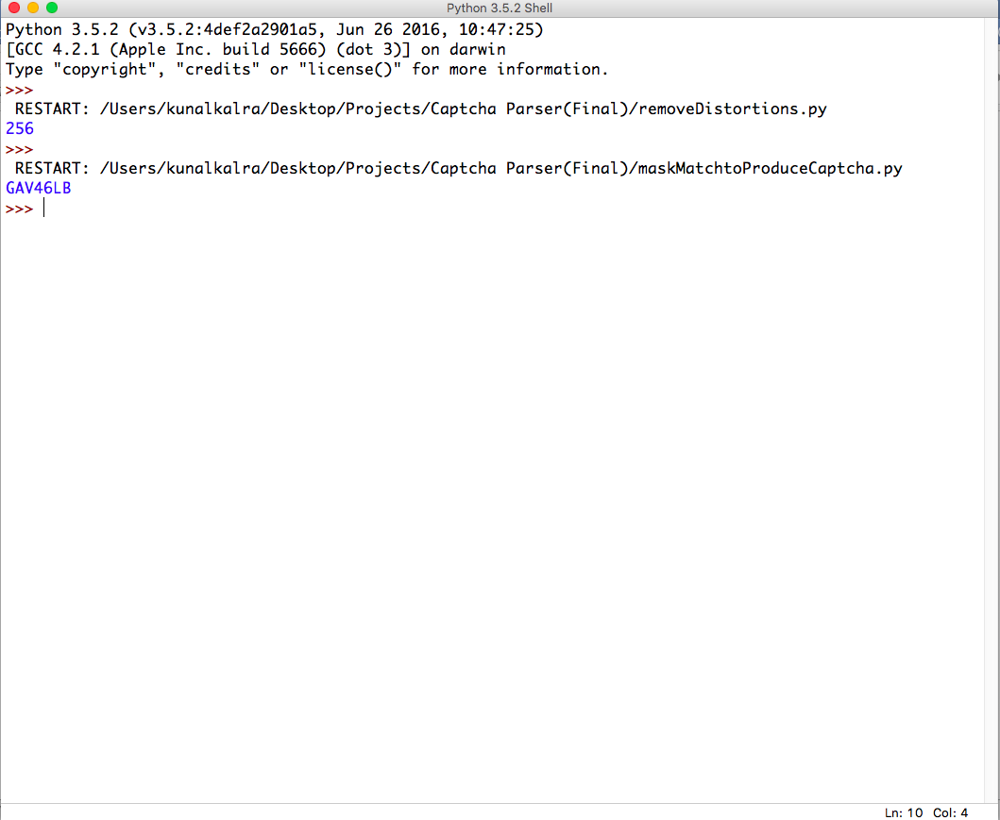 Python 3.5.2 Shell
Python 3.5.2 (v3.5.2:4def2a2901a5, Jun 26 2016, 10:47:25)
[GCC 4.2.1 (Apple Inc. build 5666) (dot 3)] on darwin
Type "copyright", "credits" or "license()" for more information.
>>>
RESTART: /Users/kunalkalra/Desktop/Projects/Captcha Parser(Final)/removeDistortions.py
256
>>>
RESTART: /Users/kunalkalra/Desktop/Projects/Captcha Parser(Final)/maskMatchtoProduceCaptcha.py
GAV46LB
>>>
Ln: 10 Col: 4